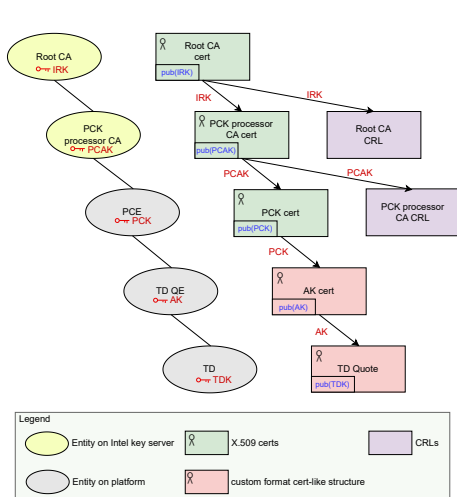 Root CA
IRK
Root CA
cert
pub(IRK)
IRK
IRK
PCK
processor CA
PCAK
PCK processor
CA cert
pub(PCAK)
Root CA
CRL
PCAK
PCAK
PCE
PCK
PCK cert
pub(PCK)
PCK processor
CA CRL
PCK
TD QE
AK
AK cert
pub(AK)
AK
TD
TDK
TD Quote
pub(TDK)
Legend
Entity on Intel key server
X.509 certs
CRLs
Entity on platform
custom format cert-like structure